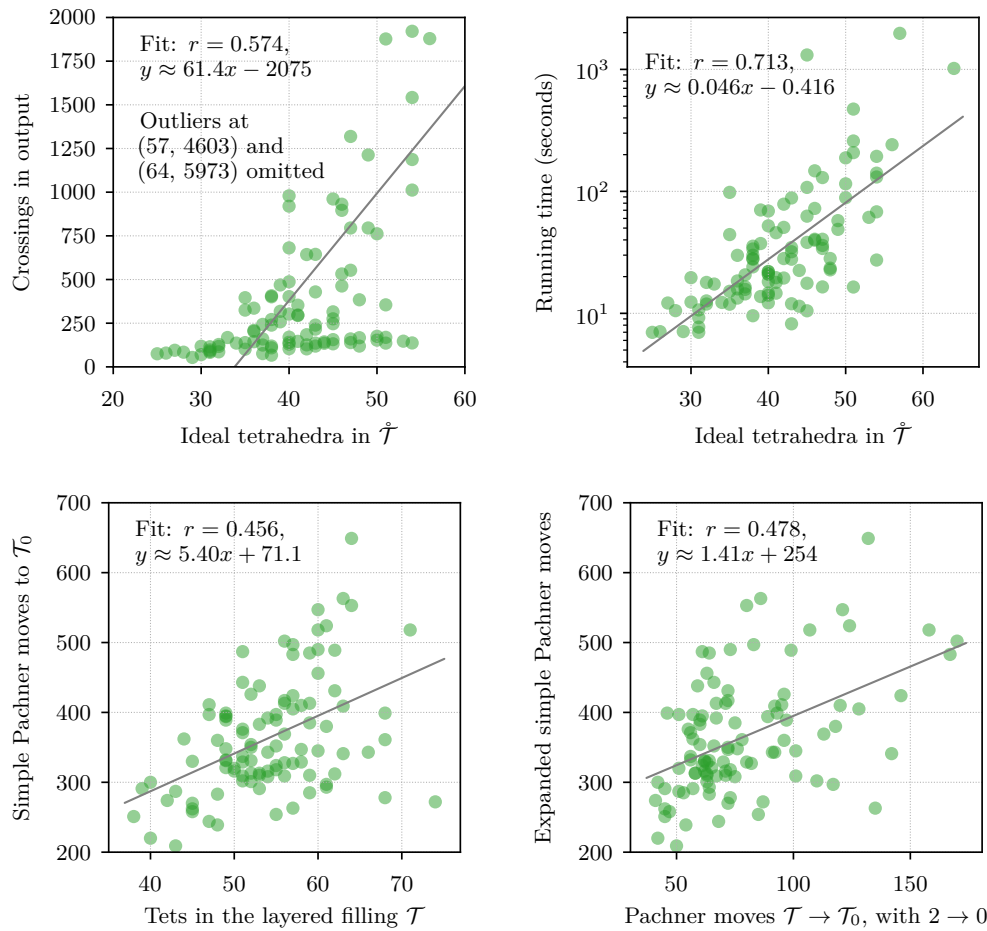 2000
1750
1500
1250
1000
750
500
250
0
Crossings in output
Fit: r = 0.574,
y ≈ 61.4x − 2075
Outliers at
(57, 4603) and
(64, 5973) omitted
20 30 40 50 60
Ideal tetrahedra in 𝒯̊
10³
10²
10¹
Running time (seconds)
Fit: r = 0.713,
y ≈ 0.046x − 0.416
30 40 50 60
Ideal tetrahedra in 𝒯̊
700
600
500
400
300
200
Simple Pachner moves to 𝒯₀
Fit: r = 0.456,
y ≈ 5.40x + 71.1
40 50 60 70
Tets in the layered filling 𝒯
700
600
500
400
300
200
Expanded simple Pachner moves
Fit: r = 0.478,
y ≈ 1.41x + 254
50 100 150
Pachner moves 𝒯 → 𝒯₀, with 2 → 0